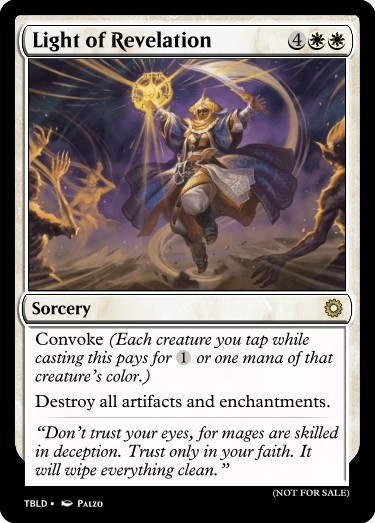 Light of Revelation 4
Sorcery
Convoke (Each creature you tap while
casting this pays for 1 or one mana of that
creature's color.)
Destroy all artifacts and enchantments.
"Don't trust your eyes, for mages are skilled
in deception. Trust only in your faith. It
will wipe everything clean."
(NOT FOR SALE)
TBLD • Palzo